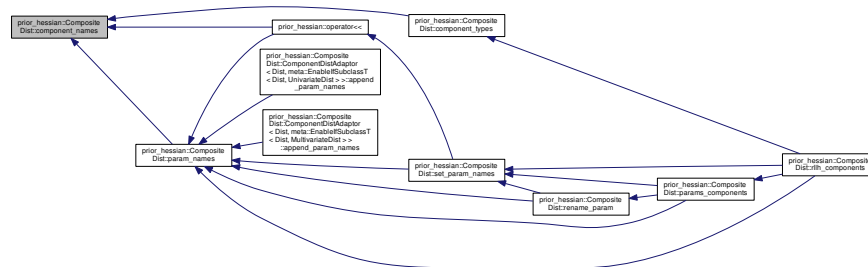 prior_hessian::Composite
Dist::component_names
prior_hessian::operator<<
prior_hessian::Composite
Dist::component_types
prior_hessian::Composite
Dist::ComponentDistAdaptor
< Dist, meta::EnableIfSubclassT
< Dist, UnivariateDist > >::append
_param_names
prior_hessian::Composite
Dist::ComponentDistAdaptor
< Dist, meta::EnableIfSubclassT
< Dist, MultivariateDist > >
::append_param_names
prior_hessian::Composite
Dist::param_names
prior_hessian::Composite
Dist::set_param_names
prior_hessian::Composite
Dist::rename_param
prior_hessian::Composite
Dist::params_components
prior_hessian::Composite
Dist::rllh_components